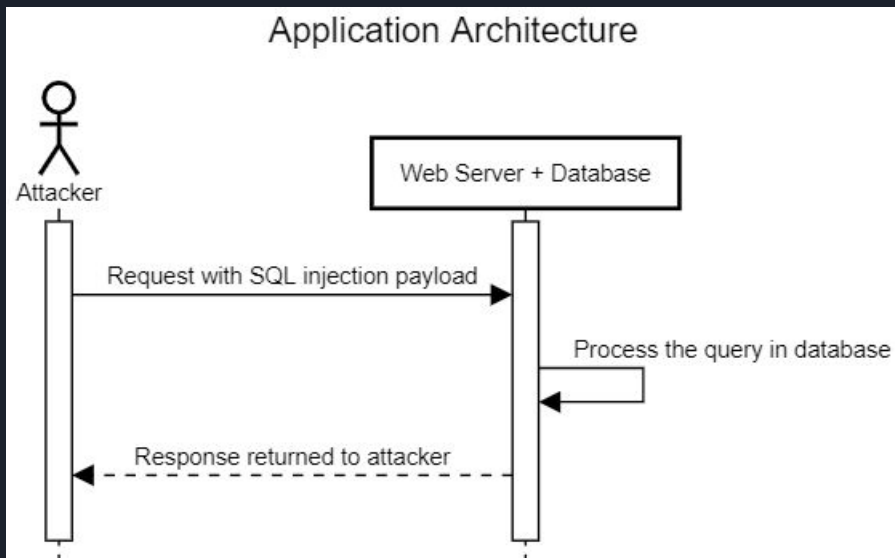 Application Architecture
Attacker
Web Server + Database
Request with SQL injection payload
Process the query in database
Response returned to attacker